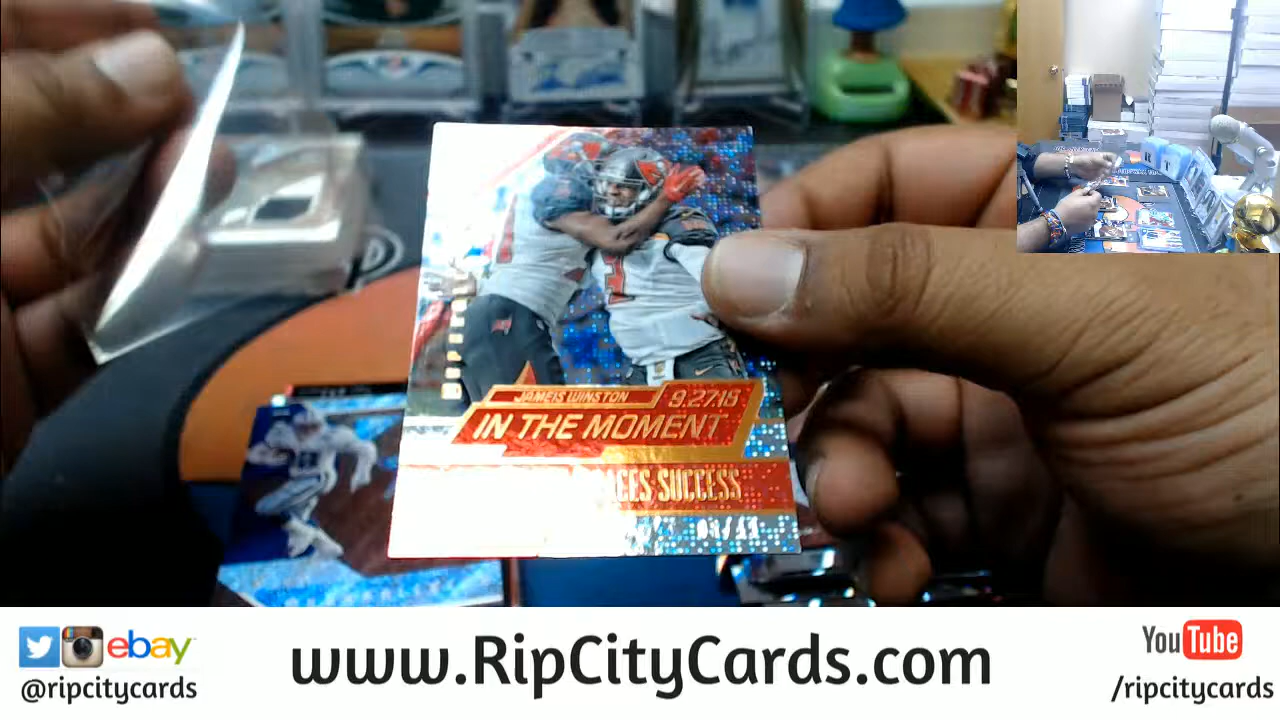 JAMEIS WINSTON 9.27.15
IN THE MOMENT
SUCCESS
ebay
@ripcitycards
www.RipCityCards.com
YouTube
/ripcitycards